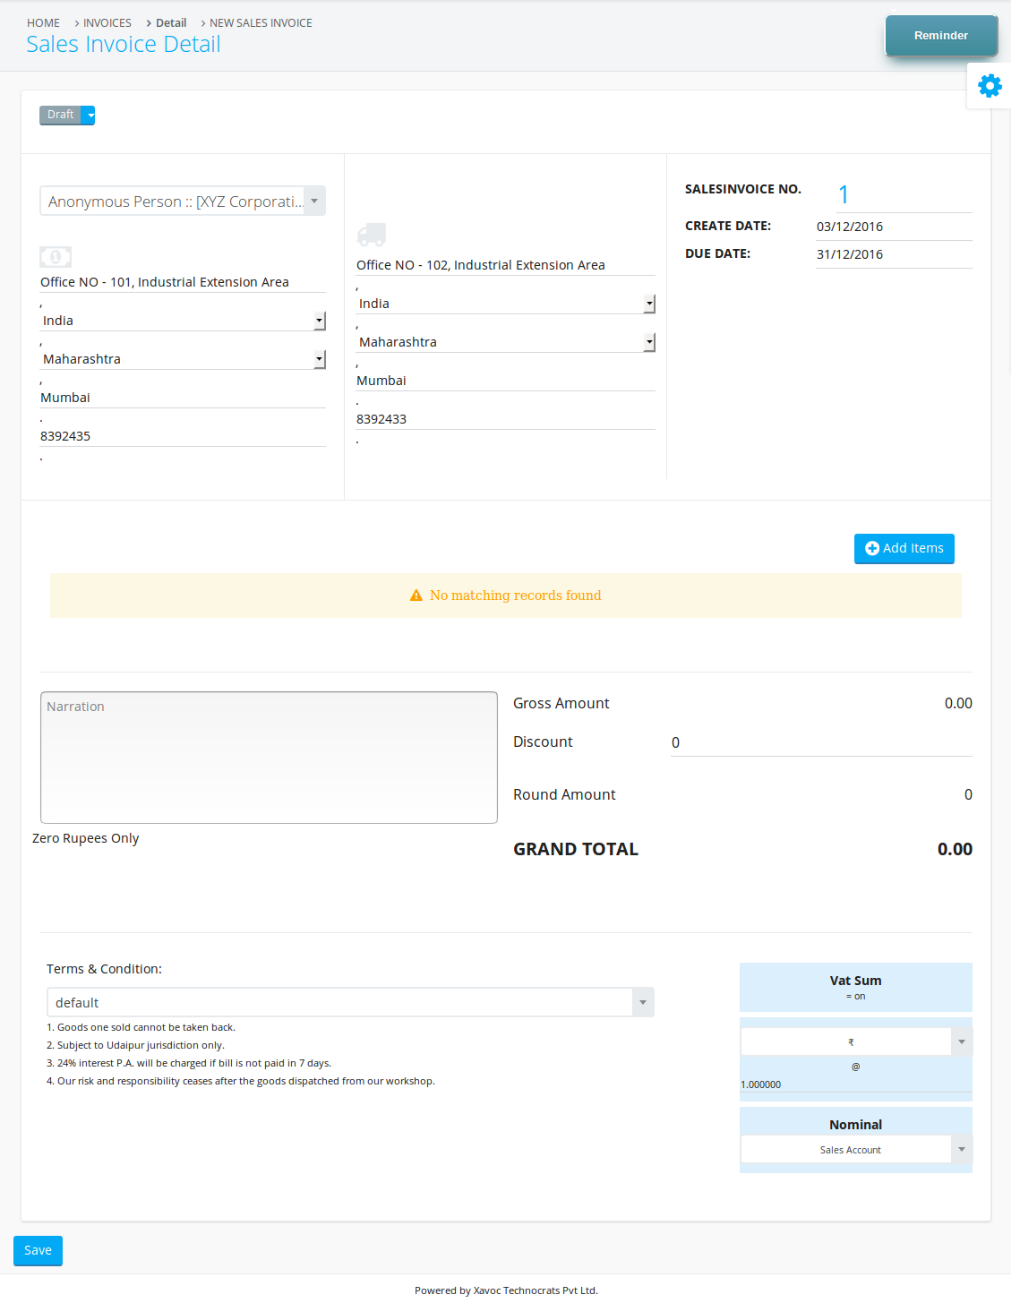 HOME > INVOICES > Detail > NEW SALES INVOICE
Sales Invoice Detail
Reminder
Draft
Anonymous Person :: [XYZ Corporati...
Office NO - 101, Industrial Extension Area
,
India
,
Maharashtra
,
Mumbai
.
8392435
.
Office NO - 102, Industrial Extension Area
,
India
,
Maharashtra
,
Mumbai
.
8392433
.
SALESINVOICE NO. 1
CREATE DATE: 03/12/2016
DUE DATE: 31/12/2016
Add Items
No matching records found
Narration
Zero Rupees Only
Gross Amount 0.00
Discount 0
Round Amount 0
GRAND TOTAL 0.00
Terms & Condition:
default
1. Goods one sold cannot be taken back.
2. Subject to Udaipur jurisdiction only.
3. 24% interest P.A. will be charged if bill is not paid in 7 days.
4. Our risk and responsibility ceases after the goods dispatched from our workshop.
Vat Sum
= on
₹
@
1.000000
Nominal
Sales Account
Save
Powered by Xavoc Technocrats Pvt Ltd.